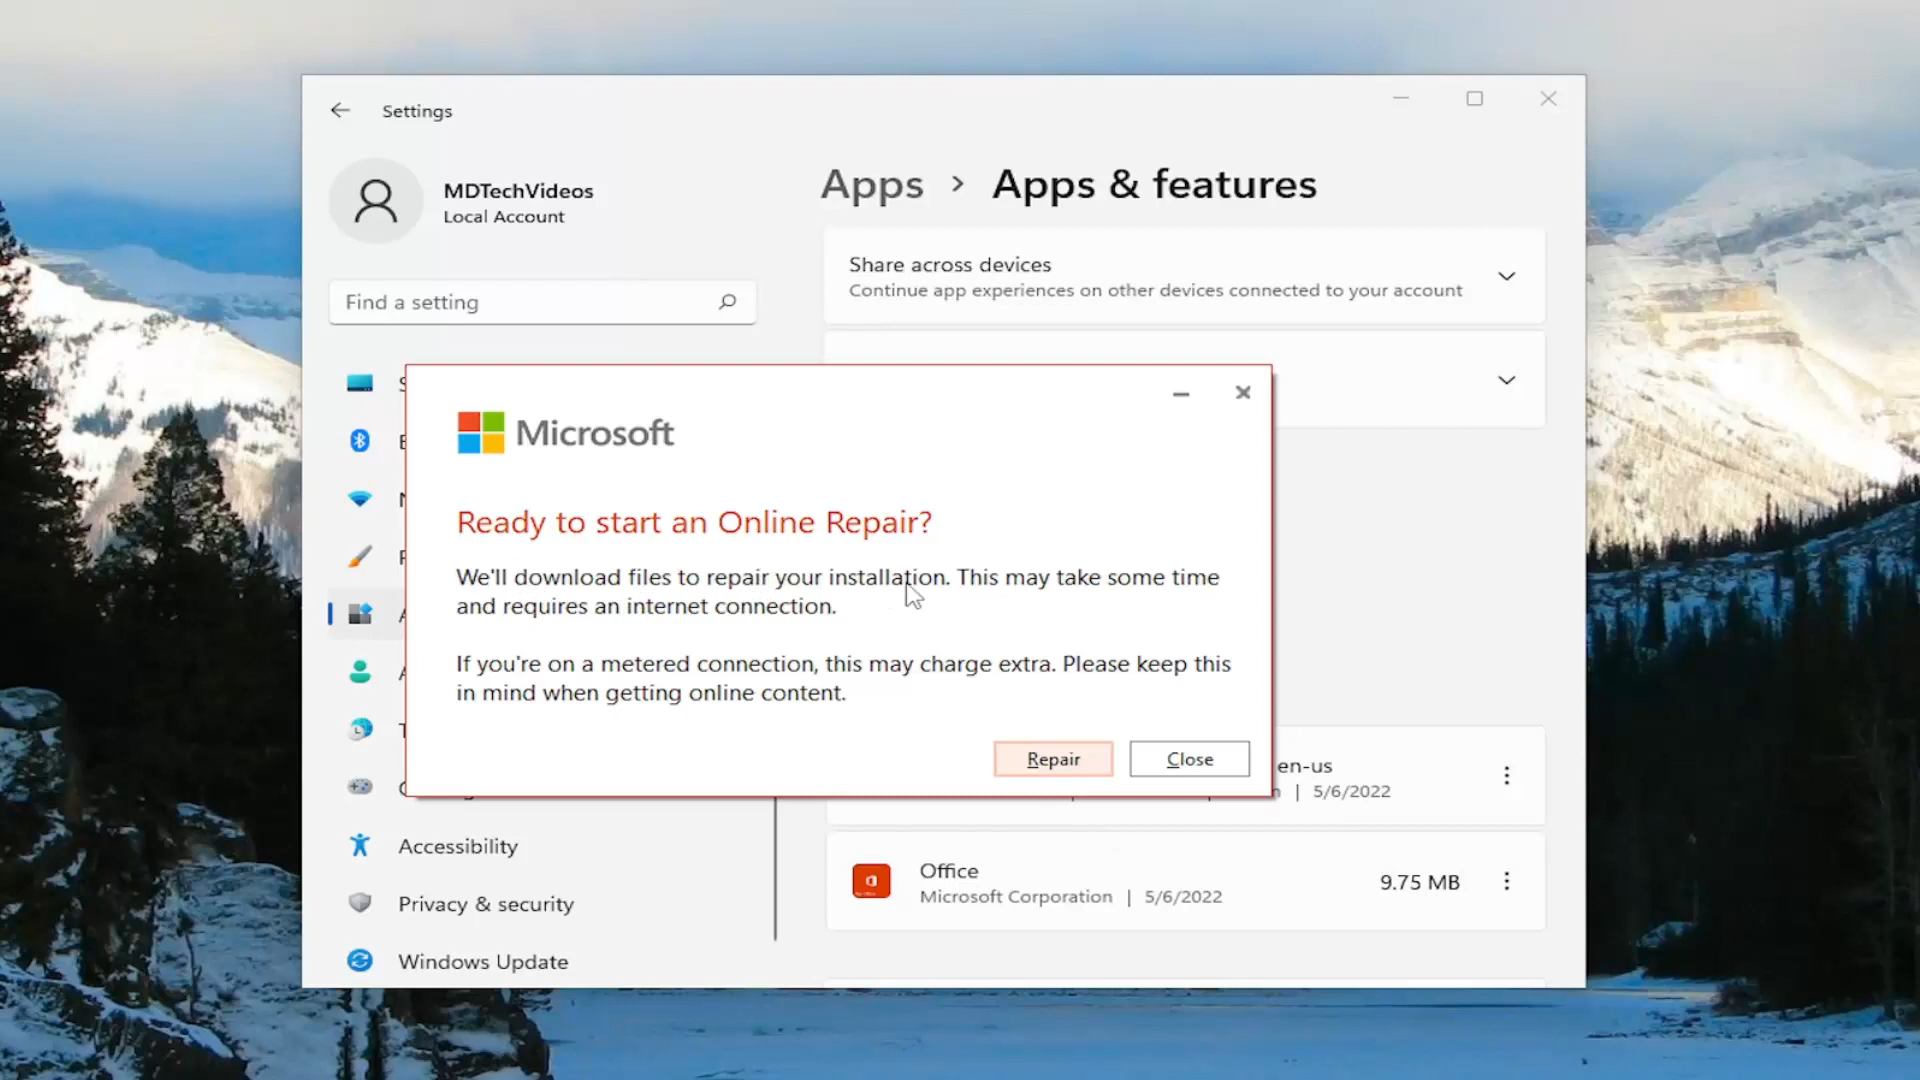 Settings
MDTechVideos
Local Account
Find a setting
Apps > Apps & features
Share across devices
Continue app experiences on other devices connected to your account
Microsoft
Ready to start an Online Repair?
We'll download files to repair your installation. This may take some time
and requires an internet connection.
If you're on a metered connection, this may charge extra. Please keep this
in mind when getting online content.
Repair
Close
en-us
| 5/6/2022
Accessibility
Privacy & security
Windows Update
Office
Microsoft Corporation | 5/6/2022
9.75 MB